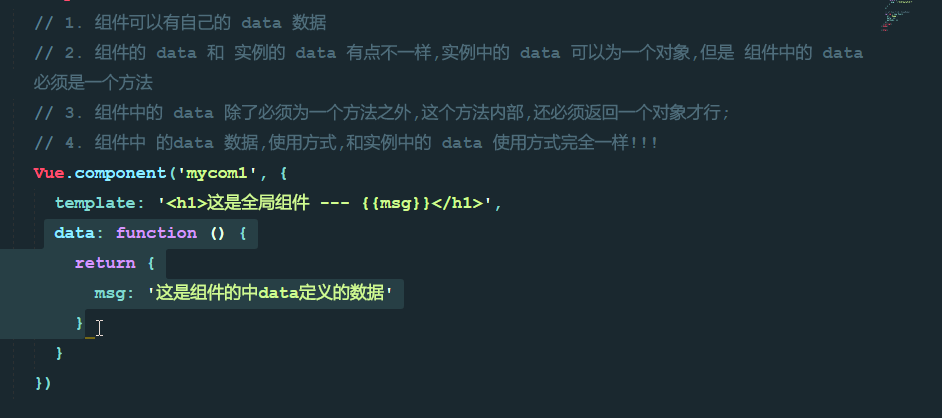 // 1. 组件可以有自己的 data 数据
// 2. 组件的 data 和 实例的 data 有点不一样,实例中的 data 可以为一个对象,但是 组件中的 data
必须是一个方法
// 3. 组件中的 data 除了必须为一个方法之外,这个方法内部,还必须返回一个对象才行;
// 4. 组件中 的data 数据,使用方式,和实例中的 data 使用方式完全一样!!!
Vue.component('mycom1', {
template: '<h1>这是全局组件 --- {{msg}}</h1>',
data: function () {
return {
msg: '这是组件的中data定义的数据'
}
}
})